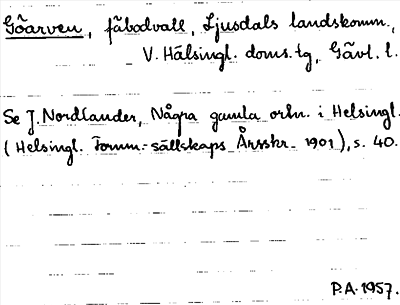 Göarven, fäbodvall, Ljusdals landskomm.,
V. Hälsingl. doms.tg, Gävl. l.
Se J. Nordlander, Några gamla ortn. i Helsingl.
(Helsingl. Fornm.-sällskaps Årsskr. 1901), s. 40.
P.A. 1957.